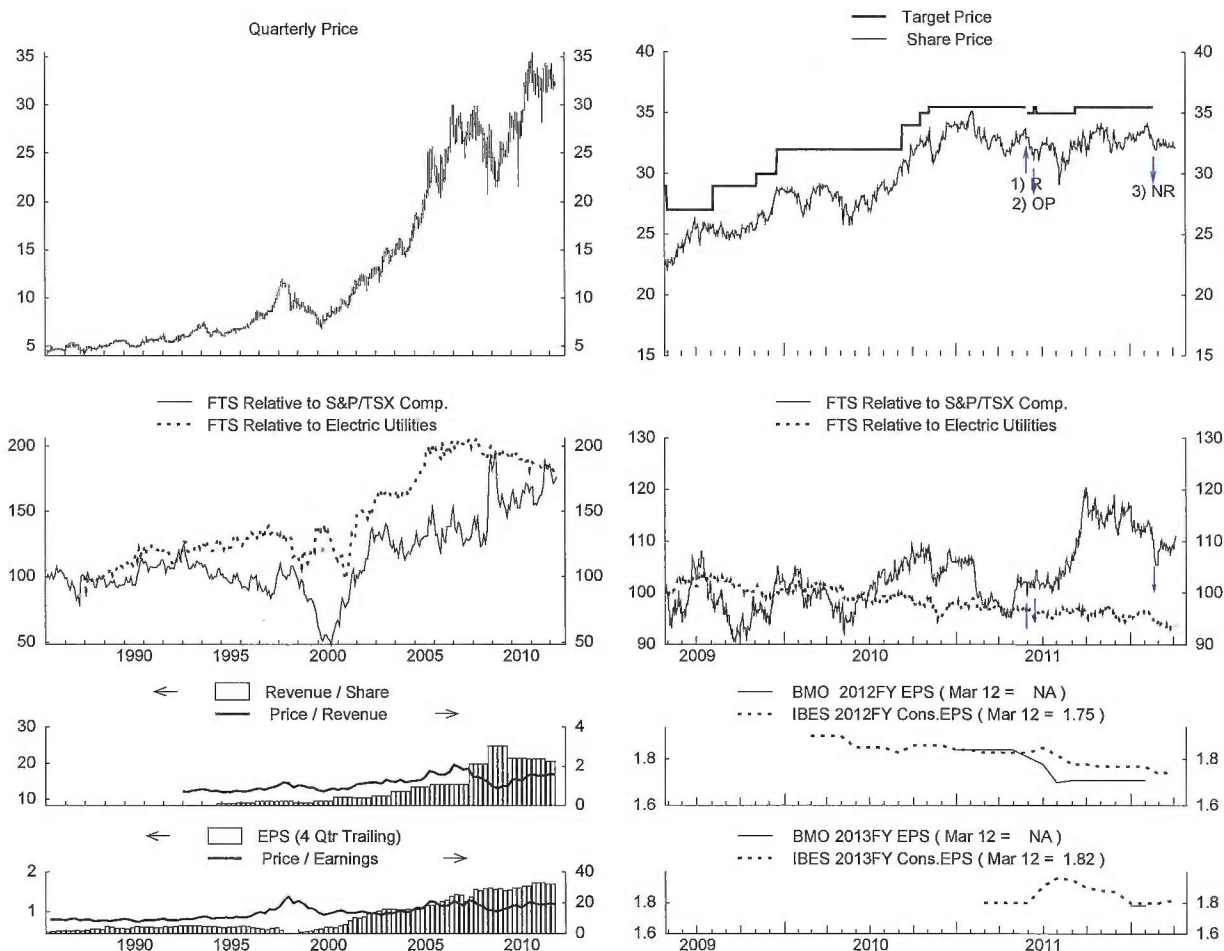 Quarterly Price
35 35
30 30
25 25
20 20
15 15
10 10
5 5
Target Price
Share Price
40 40
35 35
30 30
25 25
20 20
15 15
1) R
2) OP
3) NR
FTS Relative to S&P/TSX Comp.
FTS Relative to Electric Utilities
200 200
150 150
100 100
50 50
1990 1995 2000 2005 2010
FTS Relative to S&P/TSX Comp.
FTS Relative to Electric Utilities
130 130
120 120
110 110
100 100
90 90
2009 2010 2011
Revenue / Share
Price / Revenue
30 4
20 2
10 0
BMO 2012FY EPS ( Mar 12 = NA )
IBES 2012FY Cons.EPS ( Mar 12 = 1.75 )
1.8 1.8
1.6 1.6
EPS (4 Qtr Trailing)
Price / Earnings
2 40
1 20
0
1990 1995 2000 2005 2010
BMO 2013FY EPS ( Mar 12 = NA )
IBES 2013FY Cons.EPS ( Mar 12 = 1.82 )
1.8 1.8
1.6 1.6
2009 2010 2011